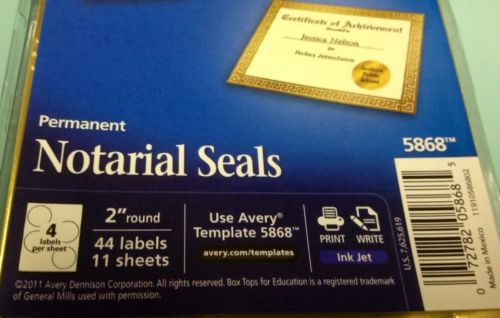 Certificate of Achievement
Jessica Nelson
Perfect Attendance
Permanent
Notarial Seals
5868™
4
labels
per sheet
2” round
44 labels
11 sheets
Use Avery®
Template 5868™
avery.com/templates
PRINT WRITE
Ink Jet
U.S. 7,625,619
0 72782 05868 5
11910586802
Made in Mexico
©2011 Avery Dennison Corporation. All rights reserved. Box Tops for Education is a registered trademark
of General Mills used with permission.